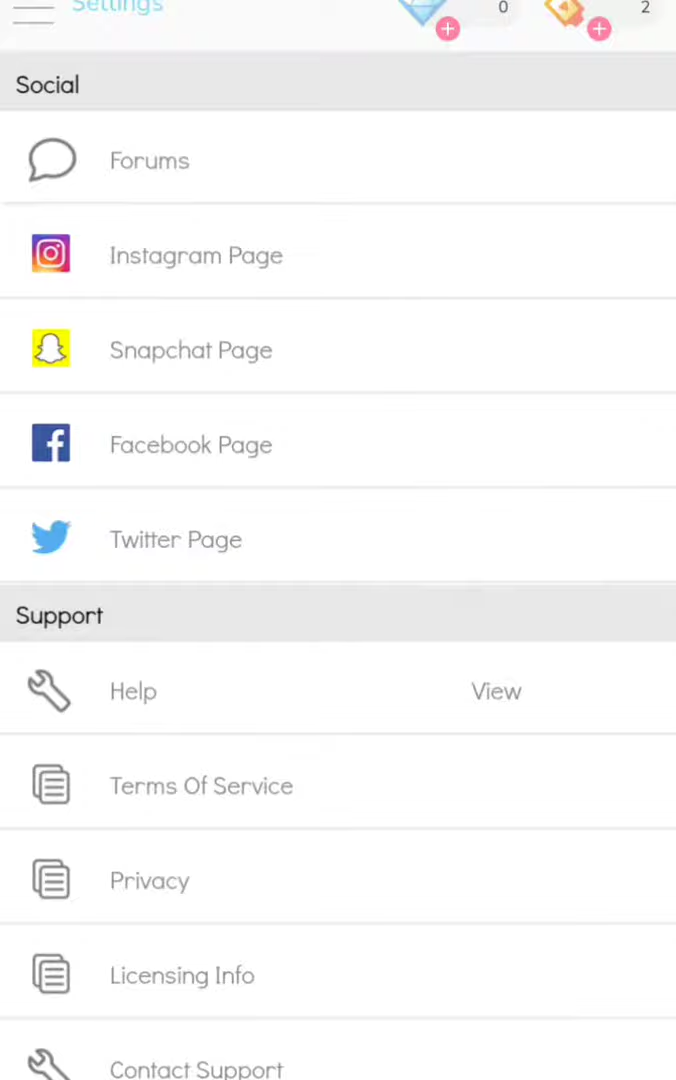 Settings
0
2
Social
Forums
Instagram Page
Snapchat Page
Facebook Page
Twitter Page
Support
Help
View
Terms Of Service
Privacy
Licensing Info
Contact Support